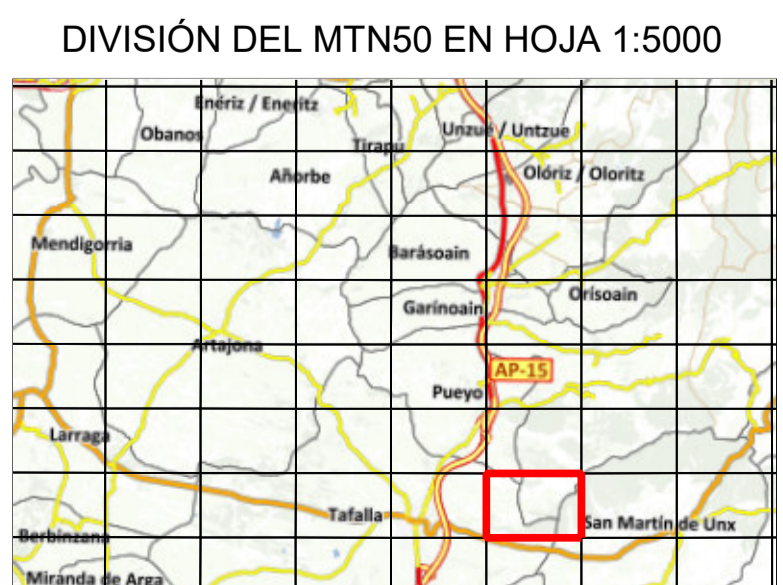 DIVISIÓN DEL MTN50 EN HOJA 1:5000
Enériz / Eneritz
Obanos
Tirapu
Unzué / Untzue
Añorbe
Olóriz / Oloritz
Mendigorria
Barásoain
Orísoain
Garínoain
Artajona
AP-15
Pueyo
Larraga
Tafalla
San Martín de Unx
Berbinzana
Miranda de Arga